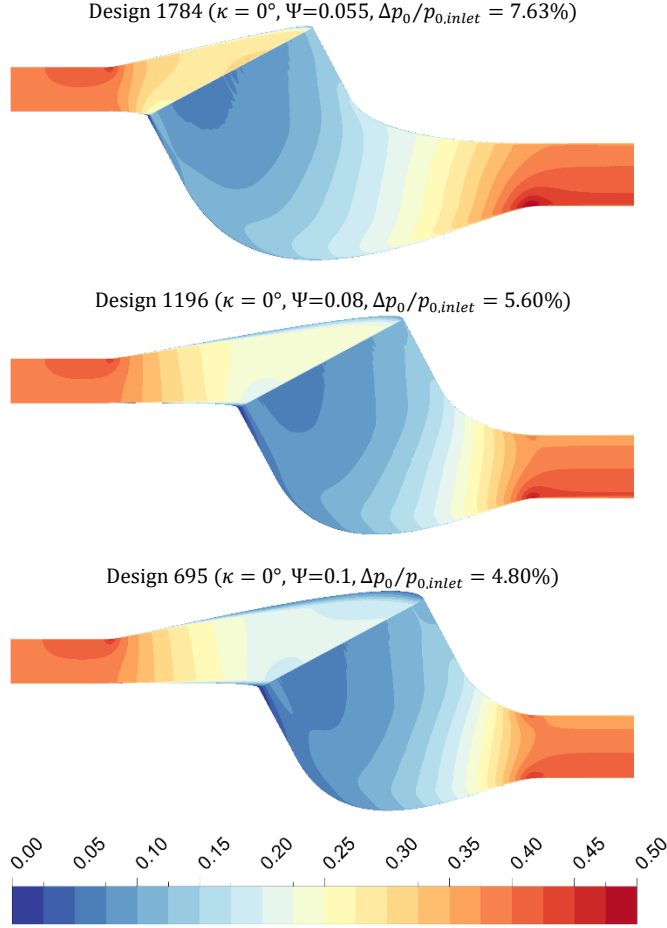 Design 1784 (κ = 0°, Ψ=0.055, Δp₀/p₀,inlet = 7.63%)
Design 1196 (κ = 0°, Ψ=0.08, Δp₀/p₀,inlet = 5.60%)
Design 695 (κ = 0°, Ψ=0.1, Δp₀/p₀,inlet = 4.80%)
0.00 0.05 0.10 0.15 0.20 0.25 0.30 0.35 0.40 0.45 0.50